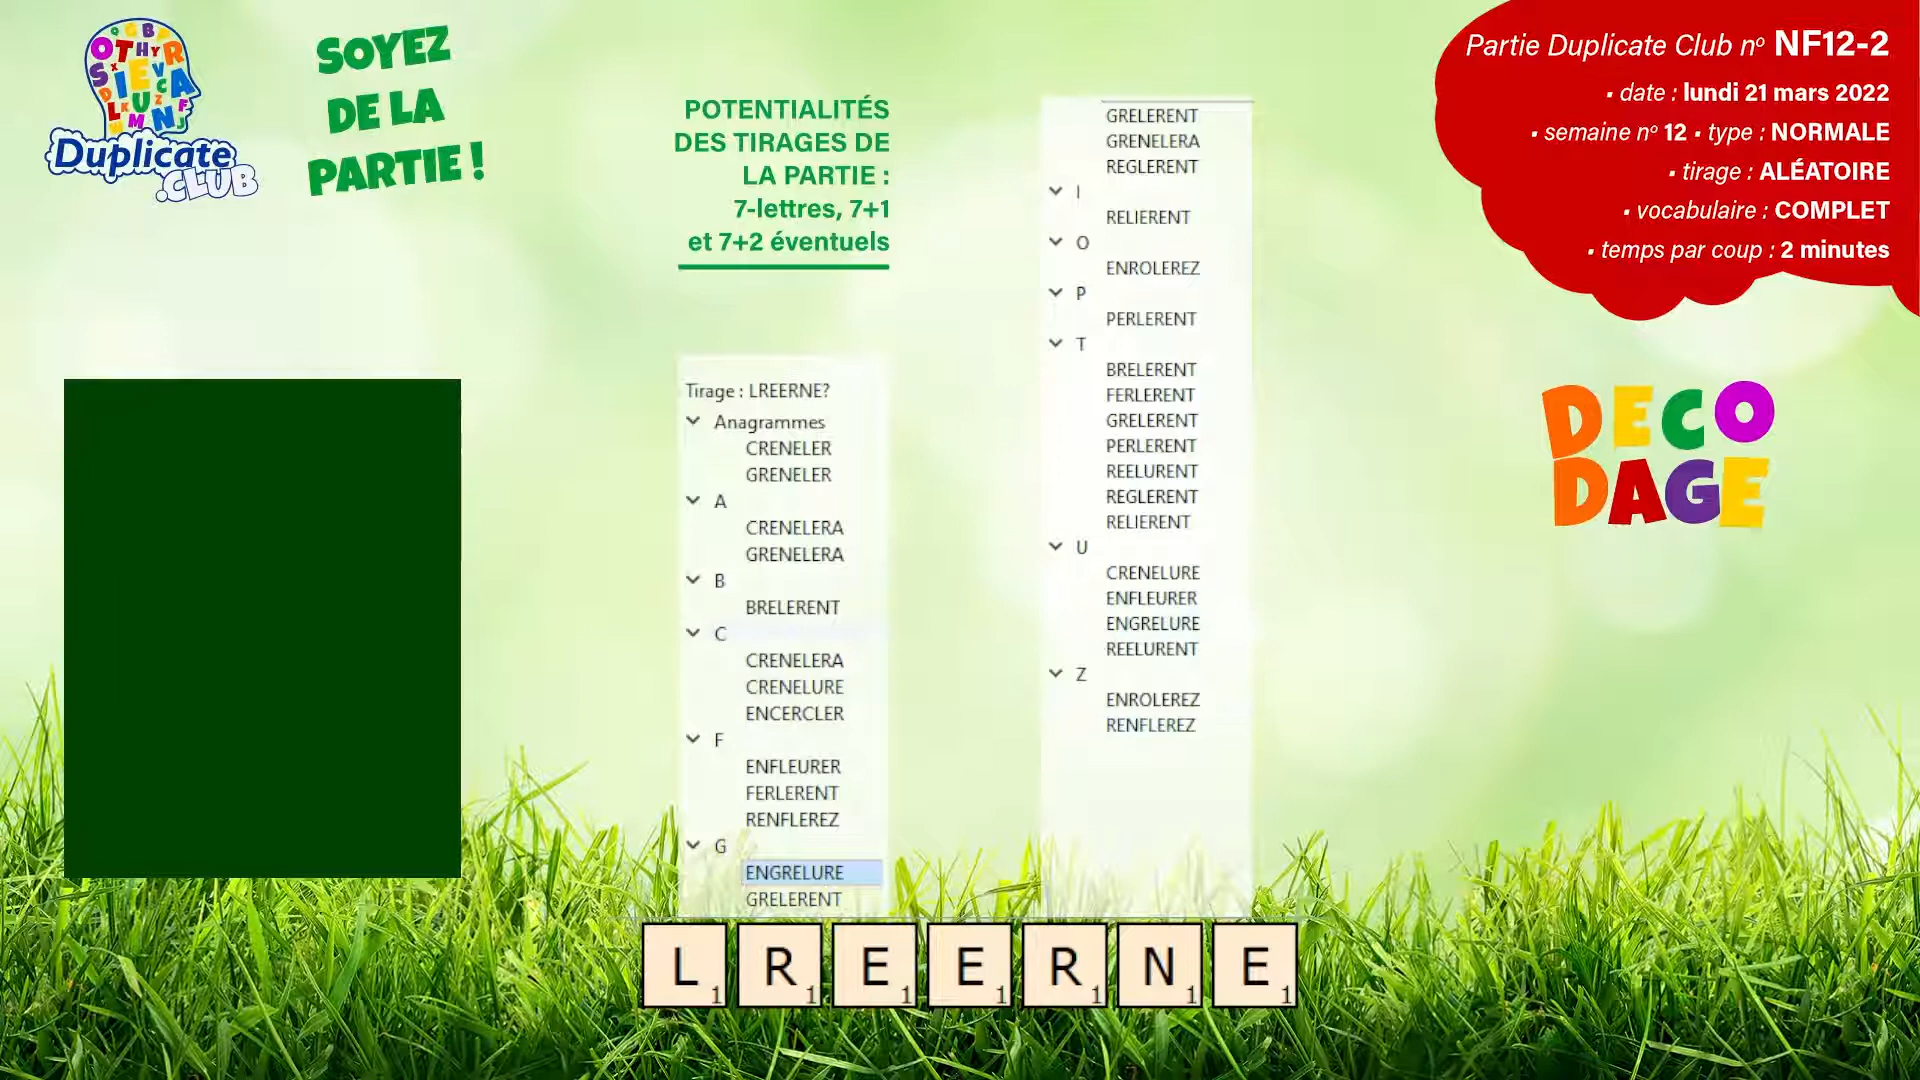 Duplicate
.CLUB
SOYEZ
DE LA
PARTIE !
POTENTIALITÉS
DES TIRAGES DE
LA PARTIE :
7-lettres, 7+1
et 7+2 éventuels
Tirage : LREERNE?
Anagrammes
CRENELER
GRENELER
A
CRENELERA
GRENELERA
B
BRELERENT
C
CRENELERA
CRENELURE
ENCERCLER
F
ENFLEURER
FERLERENT
RENFLEREZ
G
ENGRELURE
GRELERENT
GRELERENT
GRENELERA
REGLERENT
I
RELIERENT
O
ENROLEREZ
P
PERLERENT
T
BRELERENT
FERLERENT
GRELERENT
PERLERENT
REELURENT
REGLERENT
RELIERENT
U
CRENELURE
ENFLEURER
ENGRELURE
REELURENT
Z
ENROLEREZ
RENFLEREZ
Partie Duplicate Club nº NF12-2
• date : lundi 21 mars 2022
• semaine nº 12 • type : NORMALE
• tirage : ALÉATOIRE
• vocabulaire : COMPLET
• temps par coup : 2 minutes
DECO
DAGE
L1 R1 E1 E1 R1 N1 E1